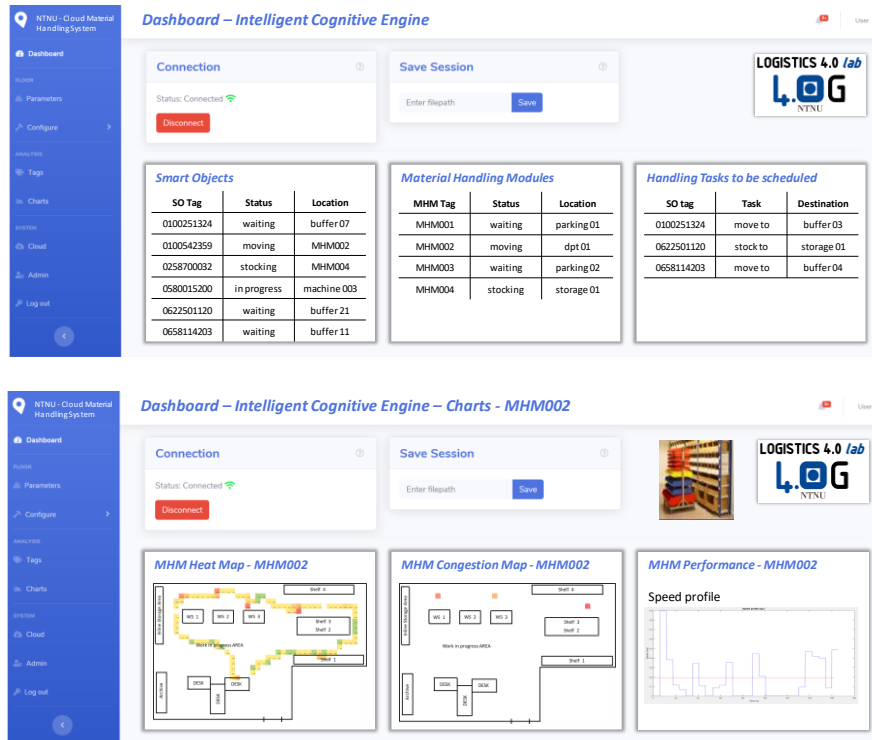 NTNU - Cloud Material
Handling System
Dashboard – Intelligent Cognitive Engine
User
Dashboard
FLOOR
Parameters
Configure
ANALYSIS
Tags
Charts
SYSTEM
Cloud
Admin
Log out
Connection
Status: Connected
Disconnect
Save Session
Enter filepath
Save
LOGISTICS 4.0 lab
4.0G
NTNU
Smart Objects
SO Tag Status Location
0100251324 waiting buffer 07
0100542359 moving MHM002
0258700032 stocking MHM004
0580015200 in progress machine 003
0622501120 waiting buffer 21
0658114203 waiting buffer 11
Material Handling Modules
MHM Tag Status Location
MHM001 waiting parking 01
MHM002 moving dpt 01
MHM003 waiting parking 02
MHM004 stocking storage 01
Handling Tasks to be scheduled
SO tag Task Destination
0100251324 move to buffer 03
0622501120 stock to storage 01
0658114203 move to buffer 04
NTNU - Cloud Material
Handling System
Dashboard – Intelligent Cognitive Engine – Charts - MHM002
User
Dashboard
FLOOR
Parameters
Configure
ANALYSIS
Tags
Charts
SYSTEM
Cloud
Admin
Log out
Connection
Status: Connected
Disconnect
Save Session
Enter filepath
Save
LOGISTICS 4.0 lab
4.0G
NTNU
MHM Heat Map - MHM002
Inline Storage Area
Shelf 4
WS 1
WS 2
WS 3
Shelf 3
Shelf 2
Work in progress AREA
Shelf 1
Archive
DESK
DESK
DESK
MHM Congestion Map - MHM002
Inline Storage Area
Shelf 4
WS 1
WS 2
WS 3
Shelf 3
Shelf 2
Work in progress AREA
Shelf 1
Archive
DESK
DESK
DESK
MHM Performance - MHM002
Speed profile